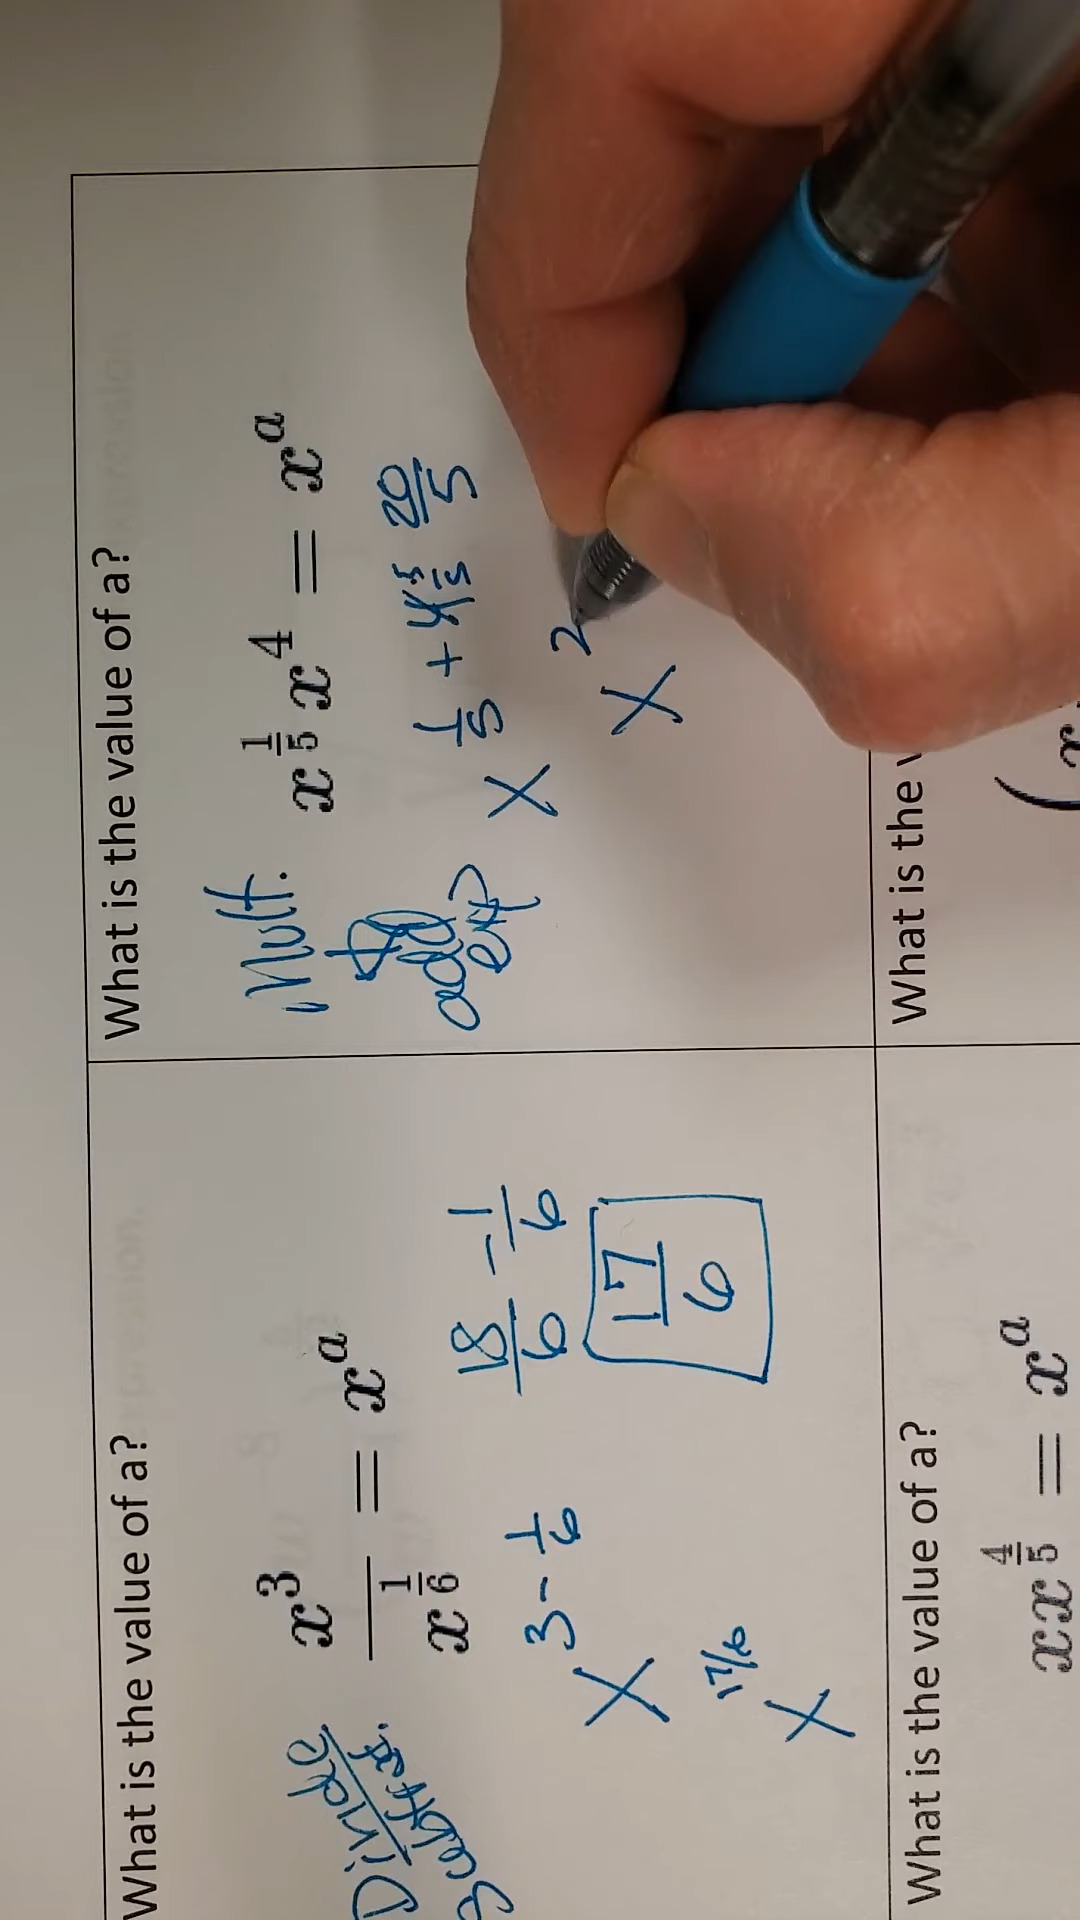 What is the value of a?
x^3 / x^{1/6} = x^a
Divide
Subtract.
X^{3 - 1/6}
18/6 - 1/6
17/6
X^{17/6}
What is the value of a?
x^{1/5} x^4 = x^a
Mult.
add
exp
X^{1/5 + 4 5/5}
20/5
X^2
What is the value of a?
x x^{4/5} = x^a
What is the
(x